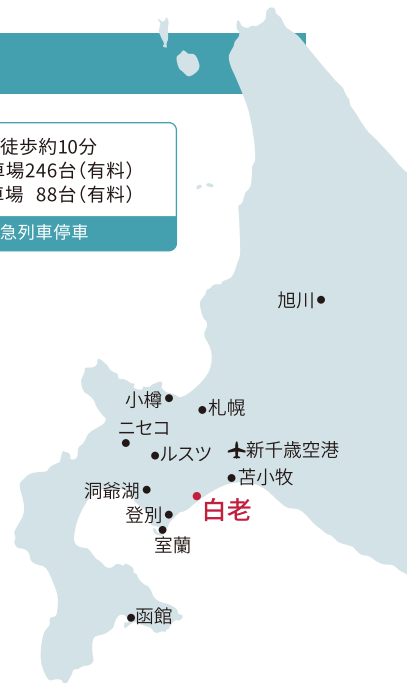 徒歩約10分
車場246台(有料)
車場 88台(有料)
急列車停車
旭川
小樽
札幌
ニセコ
新千歳空港
ルスツ
苫小牧
洞爺湖
白老
登別
室蘭
函館